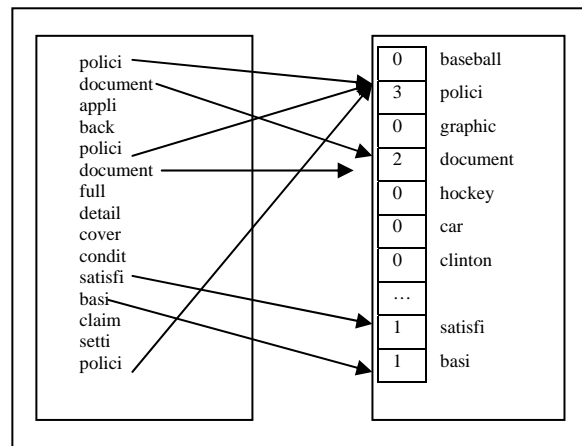 polici
document
appli
back
polici
document
full
detail
cover
condit
satisfi
basi
claim
setti
polici
0 baseball
3 polici
0 graphic
2 document
0 hockey
0 car
0 clinton
…
1 satisfi
1 basi